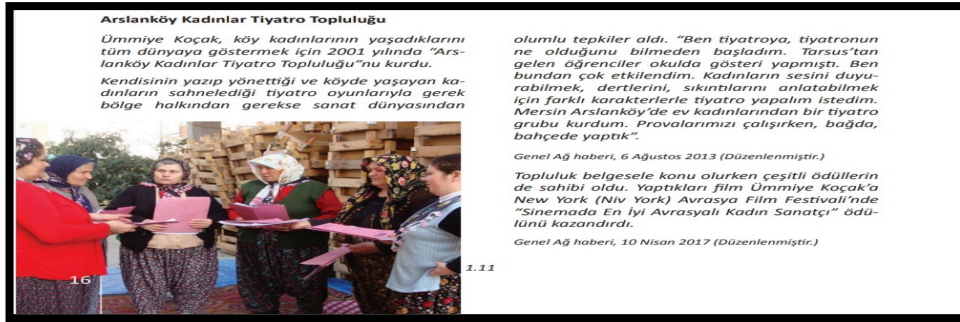 Arslanköy Kadınlar Tiyatro Topluluğu
Ümmiye Koçak, köy kadınlarının yaşadıklarını
tüm dünyaya göstermek için 2001 yılında “Ars-
lanköy Kadınlar Tiyatro Topluluğu”nu kurdu.
Kendisinin yazıp yönettiği ve köyde yaşayan ka-
dınların sahnelediği tiyatro oyunlarıyla gerek
bölge halkından gerekse sanat dünyasından
16
olumlu tepkiler aldı. “Ben tiyatroya, tiyatronun
ne olduğunu bilmeden başladım. Tarsus’tan
gelen öğrenciler okulda gösteri yapmıştı. Ben
bundan çok etkilendim. Kadınların sesini duyu-
rabilmek, dertlerini, sıkıntılarını anlatabilmek
için farklı karakterlerle tiyatro yapalım istedim.
Mersin Arslanköy’de ev kadınlarından bir tiyatro
grubu kurdum. Provalarımızı çalışırken, bağda,
bahçede yaptık”.
Genel Ağ haberi, 6 Ağustos 2013 (Düzenlenmiştir.)
Topluluk belgesele konu olurken çeşitli ödüllerin
de sahibi oldu. Yaptıkları film Ümmiye Koçak’a
New York (Niv York) Avrasya Film Festivali’nde
“Sinemada En İyi Avrasyalı Kadın Sanatçı” ödü-
lünü kazandırdı.
Genel Ağ haberi, 10 Nisan 2017 (Düzenlenmiştir.)
1.11